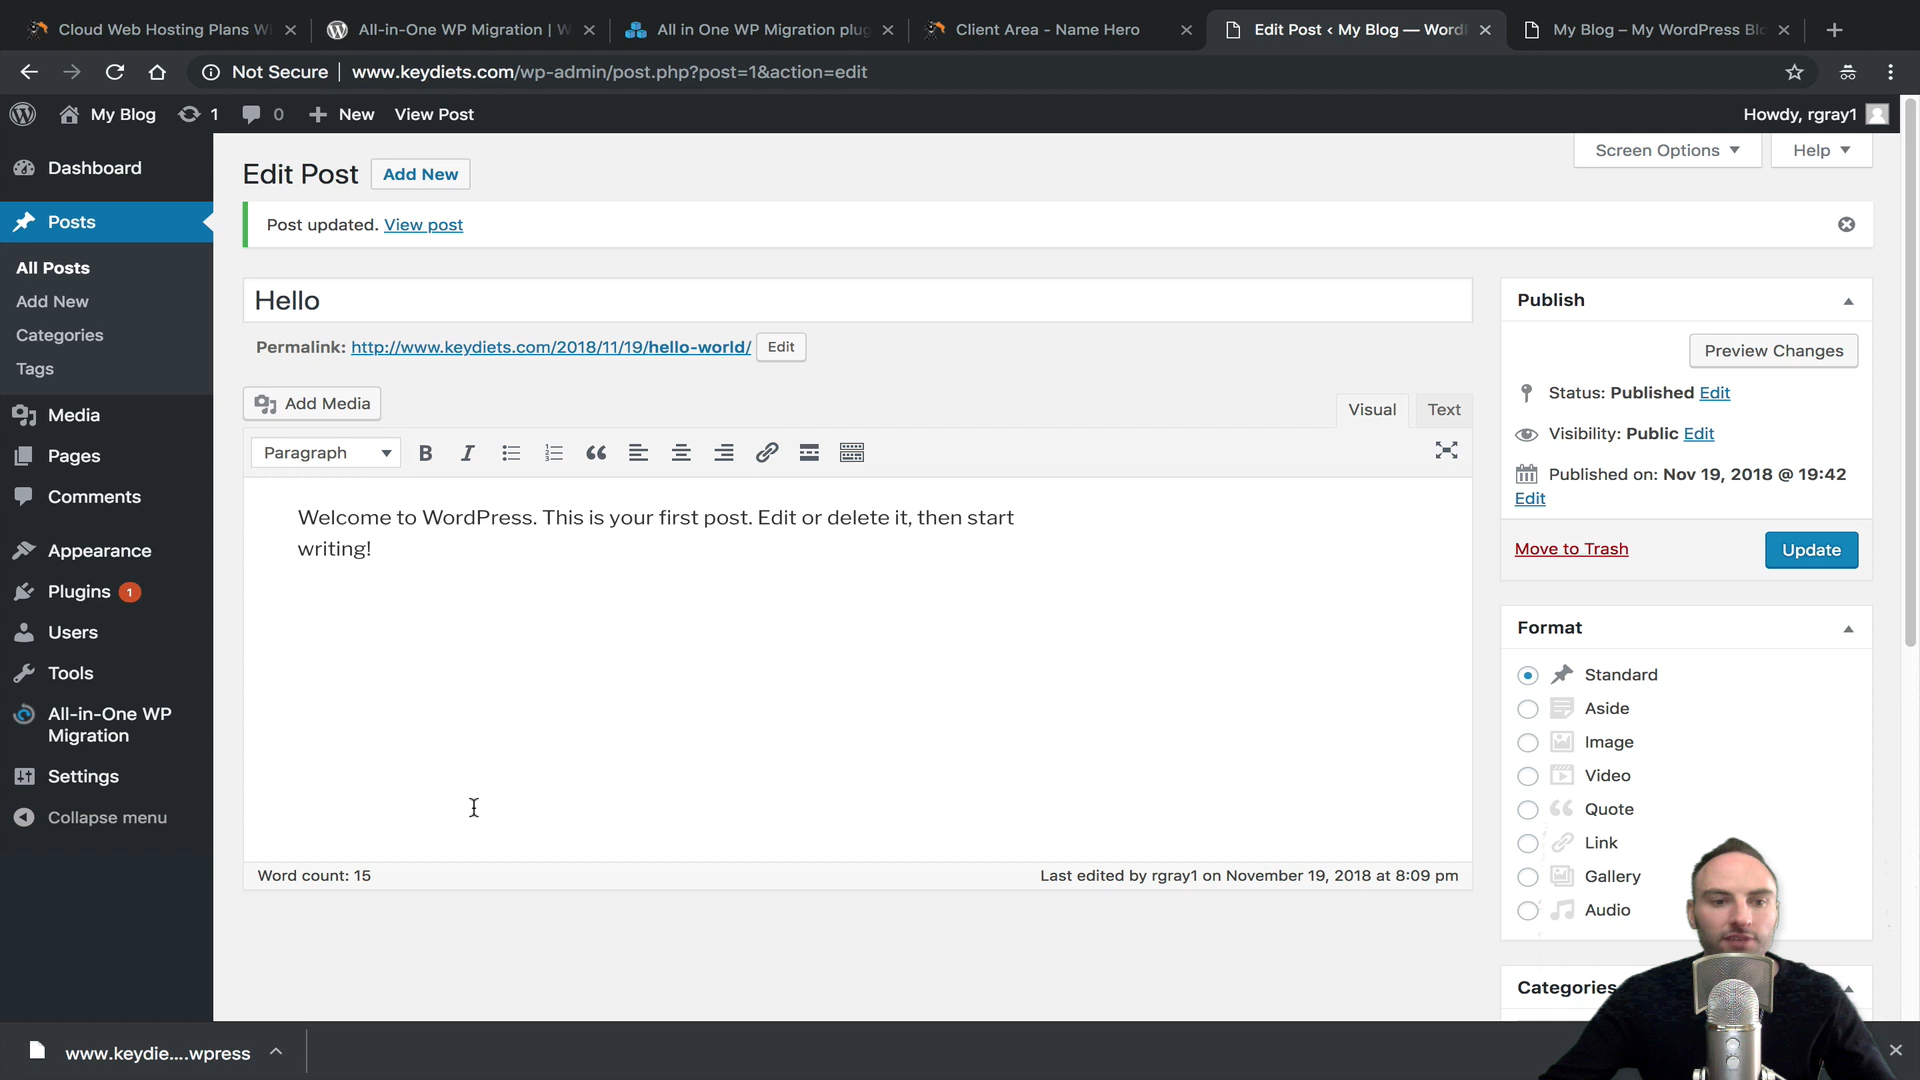 Cloud Web Hosting Plans W
All-in-One WP Migration | W
All in One WP Migration plug
Client Area - Name Hero
Edit Post ‹ My Blog — Word
My Blog – My WordPress Blo
Not Secure
www.keydiets.com/wp-admin/post.php?post=1&action=edit
My Blog
1
0
New
View Post
Howdy, rgray1
Dashboard
Posts
All Posts
Add New
Categories
Tags
Media
Pages
Comments
Appearance
Plugins 1
Users
Tools
All-in-One WP
Migration
Settings
Collapse menu
Screen Options
Help
Edit Post
Add New
Post updated. View post
Hello
Permalink: http://www.keydiets.com/2018/11/19/hello-world/ Edit
Add Media
Visual
Text
Paragraph
B
I
Welcome to WordPress. This is your first post. Edit or delete it, then start
writing!
Word count: 15
Last edited by rgray1 on November 19, 2018 at 8:09 pm
Publish
Preview Changes
Status: Published Edit
Visibility: Public Edit
Published on: Nov 19, 2018 @ 19:42
Edit
Move to Trash
Update
Format
Standard
Aside
Image
Video
Quote
Link
Gallery
Audio
Categories
www.keydie....wpress